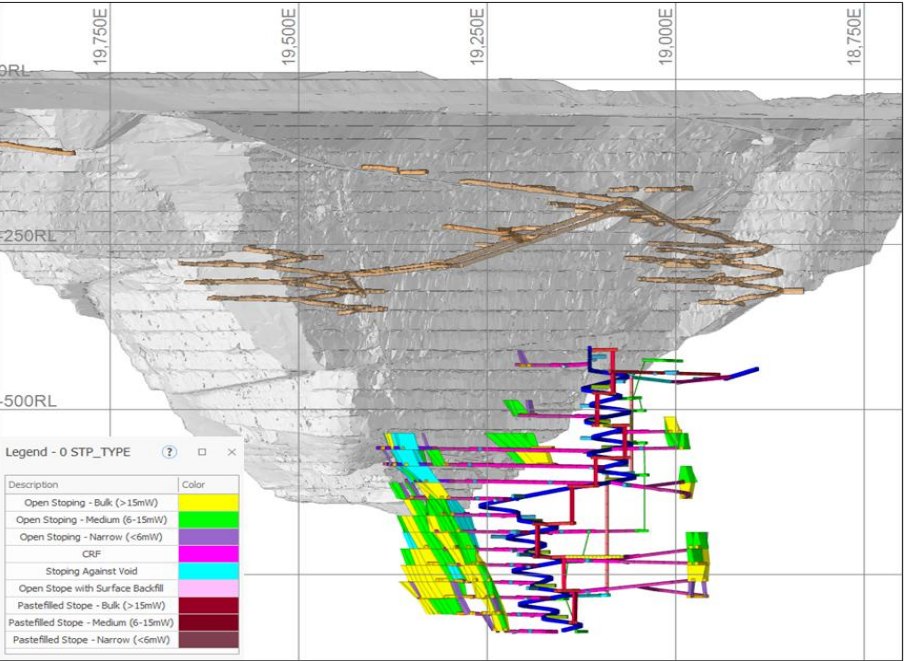 19,750E
19,500E
19,250E
19,000E
18,750E
0RL
-250RL
-500RL
Legend - 0 STP_TYPE
Description Color
Open Stoping - Bulk (>15mW)
Open Stoping - Medium (6-15mW)
Open Stoping - Narrow (<6mW)
CRF
Stoping Against Void
Open Stope with Surface Backfill
Pastefilled Stope - Bulk (>15mW)
Pastefilled Stope - Medium (6-15mW)
Pastefilled Stope - Narrow (<6mW)